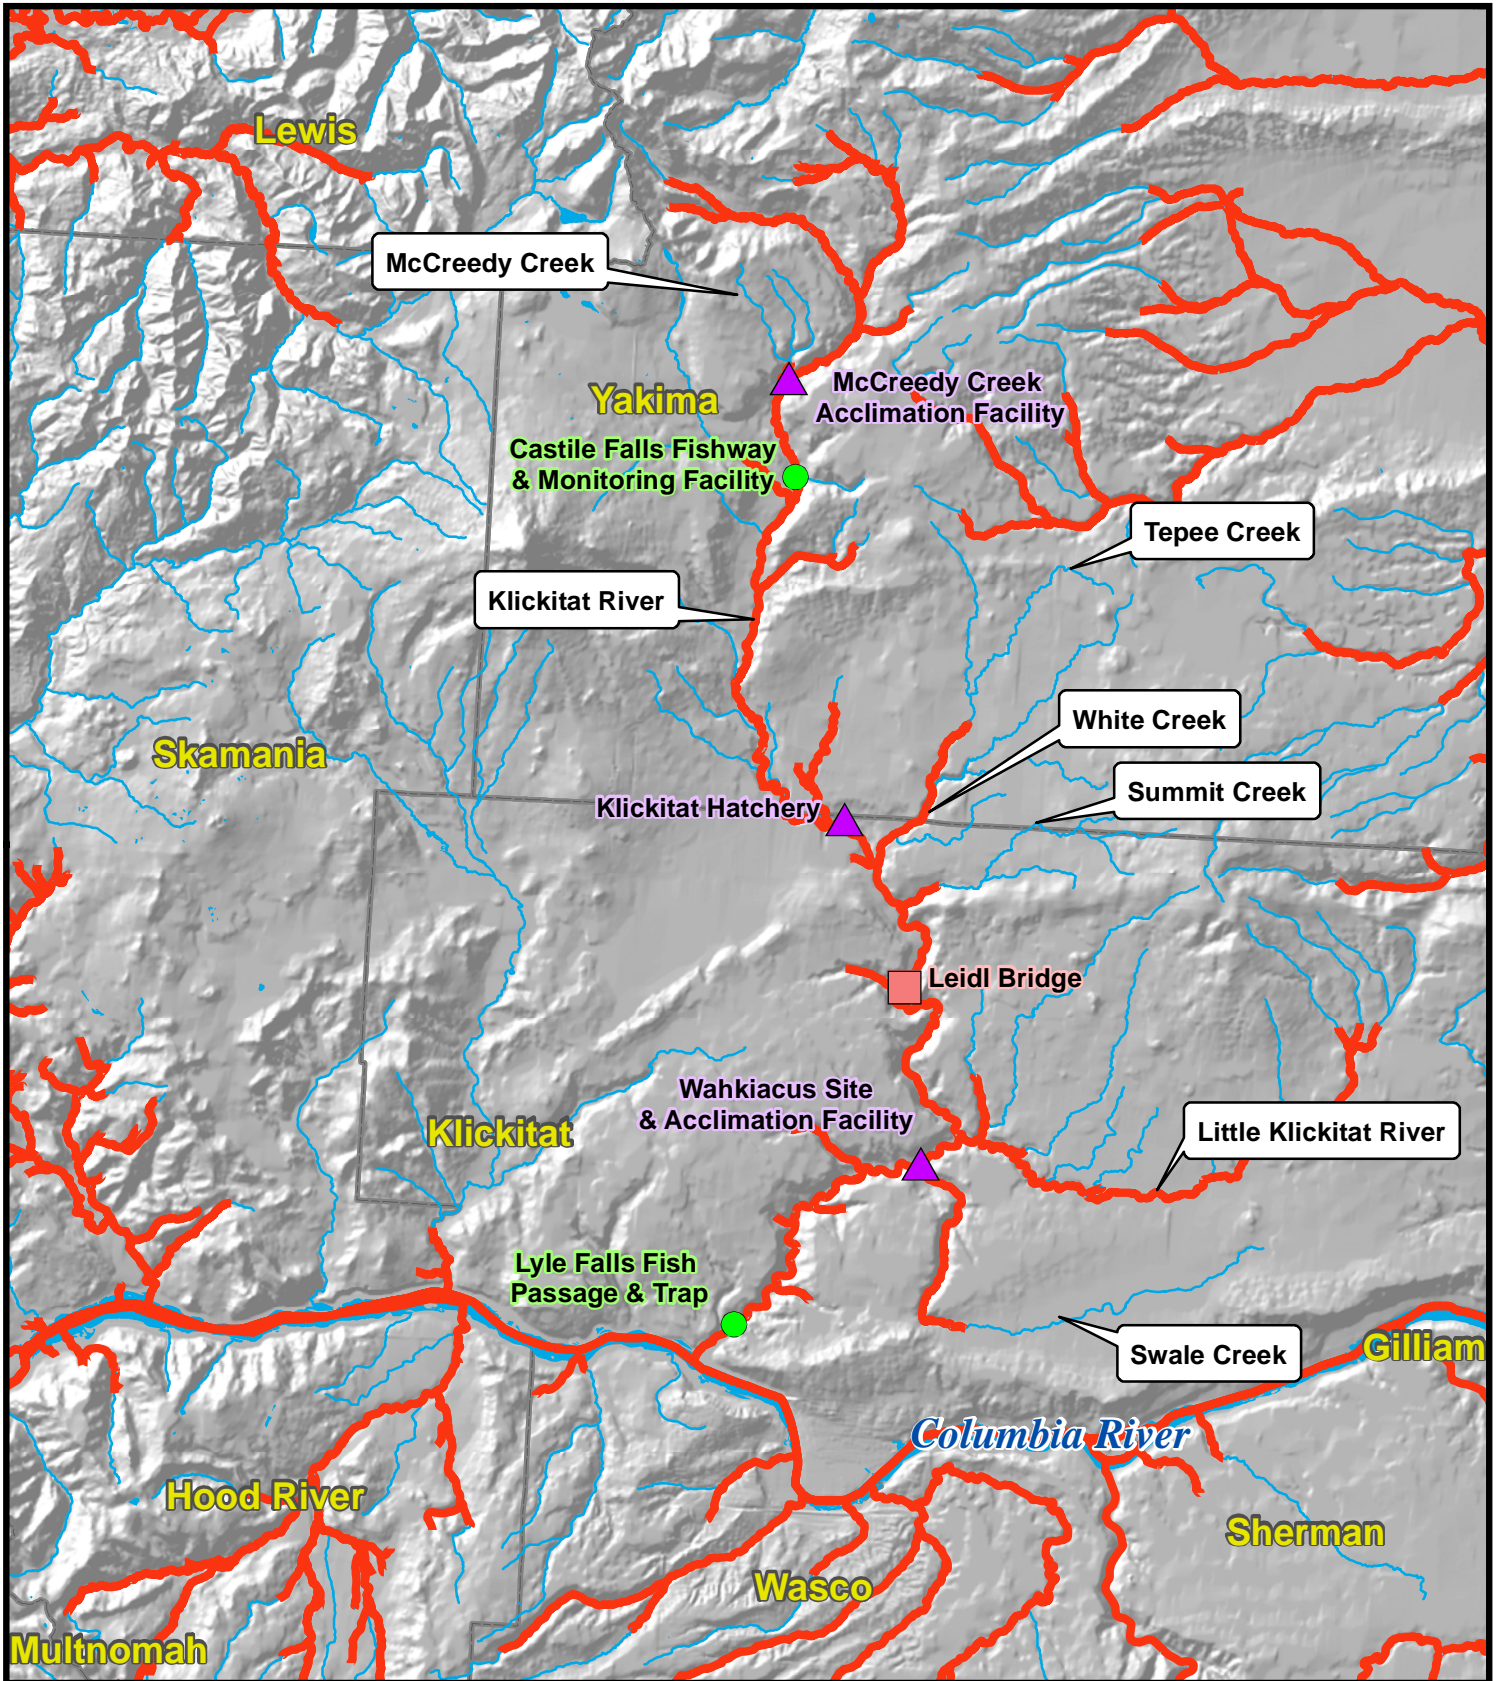 Lewis
McCreedy Creek
McCreedy Creek
Acclimation Facility
Yakima
Castile Falls Fishway
& Monitoring Facility
Tepee Creek
Klickitat River
White Creek
Skamania
Summit Creek
Klickitat Hatchery
Leidl Bridge
Wahkiacus Site
& Acclimation Facility
Klickitat
Little Klickitat River
Lyle Falls Fish
Passage & Trap
Swale Creek
Gilliam
Columbia River
Hood River
Sherman
Wasco
Multnomah